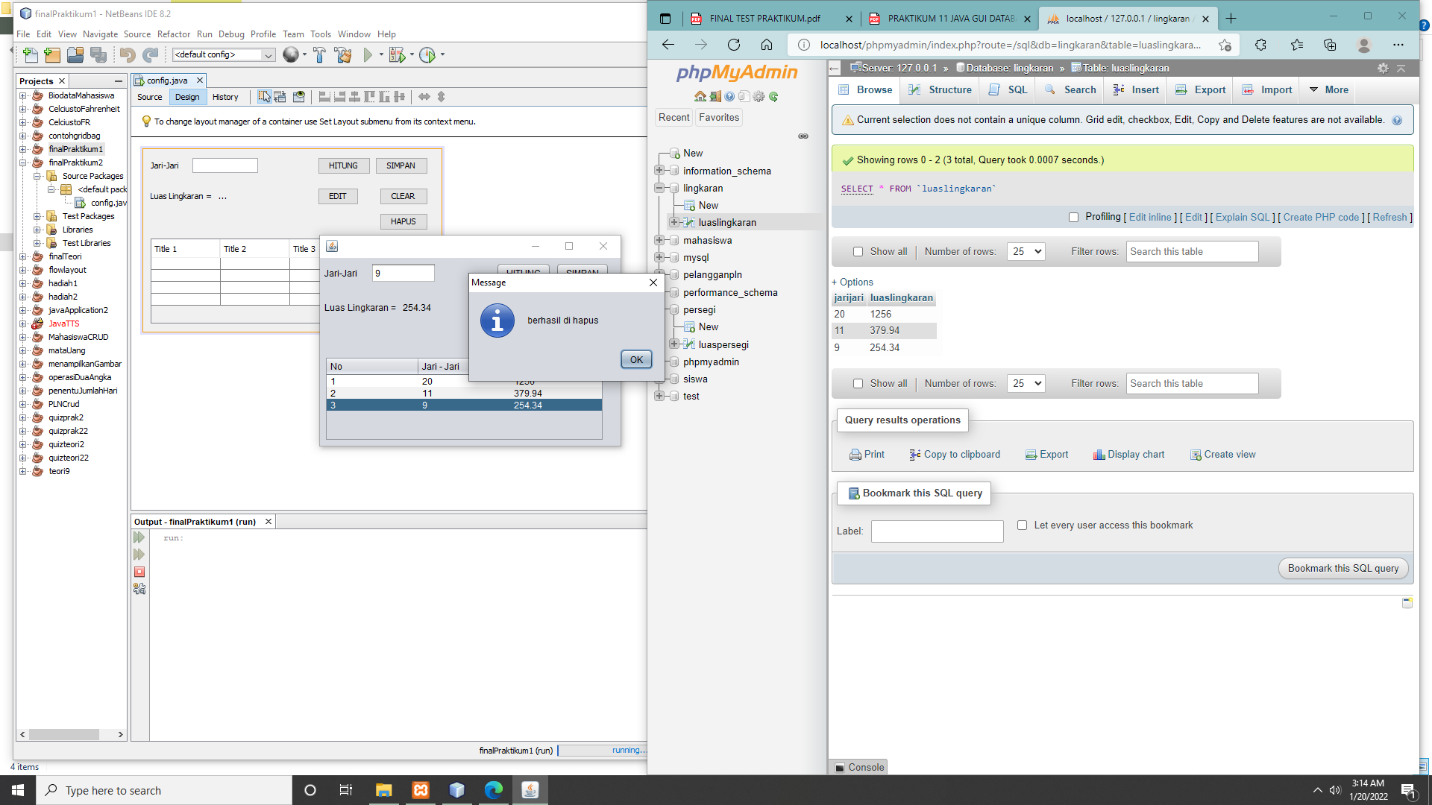 finalPraktikum1 - NetBeans IDE 8.2
File Edit View Navigate Source Refactor Run Debug Profile Team Tools Window Help
<default config>
Projects
BiodataMahasiswa
CelciustoFahrenheit
CelciustoFR
contohgridbag
finalPraktikum1
finalPraktikum2
Source Packages
<default pack
config.jav
Test Packages
Libraries
Test Libraries
finalTeori
flowlayout
hadiah1
hadiah2
javaApplication2
JavaTTS
MahasiswaCRUD
mataUang
menampilkanGambar
operasiDuaAngka
penentuJumlahHari
PLNCrud
quizprak2
quizprak22
quizteori2
quizteori22
teori9
config.java
Source Design History
To change layout manager of a container use Set Layout submenu from its context menu.
Jari-Jari HITUNG SIMPAN
Luas Lingkaran = ... EDIT CLEAR
HAPUS
Title 1 Title 2 Title 3
Jari-Jari 9 HITUNG SIMPAN
Luas Lingkaran = 254.34
No Jari - Jari
1 20 1256
2 11 379.94
3 9 254.34
Message
berhasil di hapus
OK
Output - finalPraktikum1 (run)
run:
finalPraktikum1 (run) running...
4 items
FINAL TEST PRAKTIKUM.pdf
PRAKTIKUM 11 JAVA GUI DATABA
localhost / 127.0.0.1 / lingkaran /
localhost/phpmyadmin/index.php?route=/sql&db=lingkaran&table=luaslingkara...
phpMyAdmin
Recent Favorites
New
information_schema
lingkaran
New
luaslingkaran
mahasiswa
mysql
pelangganpln
performance_schema
persegi
New
luaspersegi
phpmyadmin
siswa
test
Server: 127.0.0.1 » Database: lingkaran » Table: luaslingkaran
Browse Structure SQL Search Insert Export Import More
Current selection does not contain a unique column. Grid edit, checkbox, Edit, Copy and Delete features are not available.
Showing rows 0 - 2 (3 total, Query took 0.0007 seconds.)
SELECT * FROM `luaslingkaran`
Profiling [ Edit inline ] [ Edit ] [ Explain SQL ] [ Create PHP code ] [ Refresh ]
Show all Number of rows: 25 Filter rows: Search this table
+ Options
jarijari luaslingkaran
20 1256
11 379.94
9 254.34
Show all Number of rows: 25 Filter rows: Search this table
Query results operations
Print Copy to clipboard Export Display chart Create view
Bookmark this SQL query
Label: Let every user access this bookmark
Bookmark this SQL query
Console
Type here to search
3:14 AM
1/20/2022
1